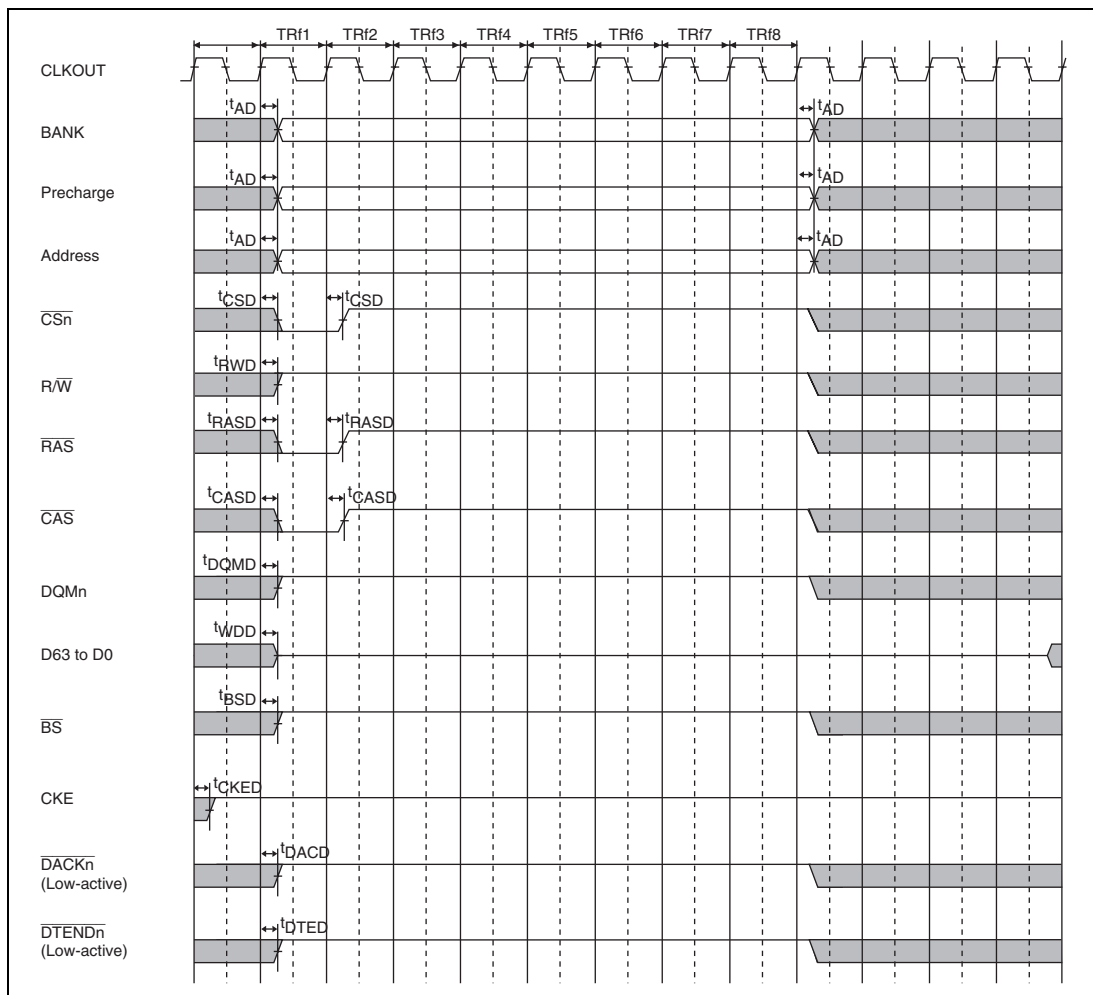 TRf1 TRf2 TRf3 TRf4 TRf5 TRf6 TRf7 TRf8
CLKOUT
tAD tAD
BANK
tAD tAD
Precharge
tAD tAD
Address
tCSD tCSD
CSn
tRWD
R/W
tRASD tRASD
RAS
tCASD tCASD
CAS
tDQMD
DQMn
tWDD
D63 to D0
tBSD
BS
tCKED
CKE
tDACD
DACKn
(Low-active)
tDTED
DTENDn
(Low-active)